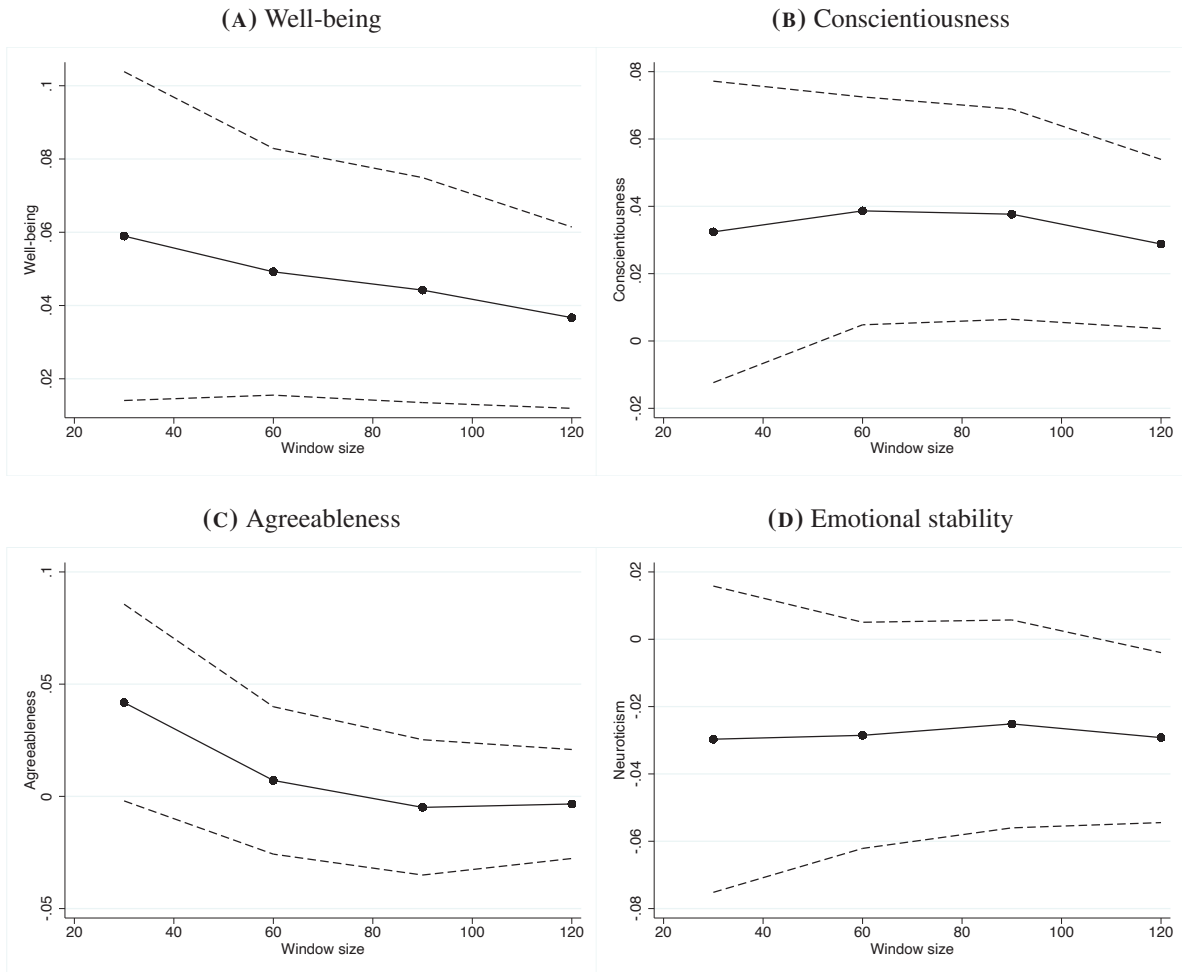 (A) Well-being
(B) Conscientiousness
Well-being
.1
.08
.06
.04
.02
20 40 60 80 100 120
Window size
Conscientiousness
.08
.06
.04
.02
0
-.02
20 40 60 80 100 120
Window size
(C) Agreeableness
(D) Emotional stability
Agreeableness
.1
.05
0
-.05
20 40 60 80 100 120
Window size
Neuroticism
.02
0
-.02
-.04
-.06
-.08
20 40 60 80 100 120
Window size